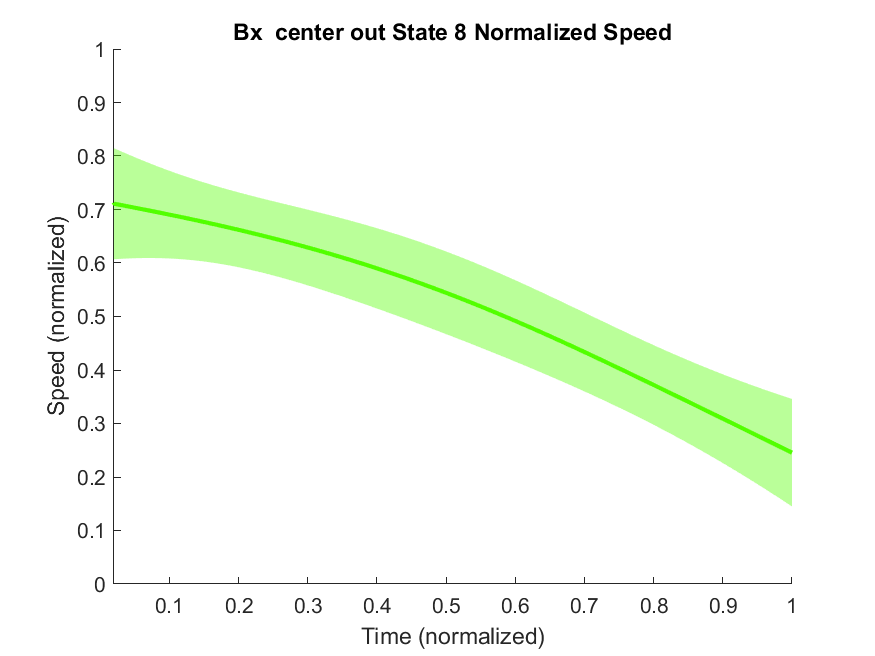 Bx  center out State 8 Normalized Speed
1
0.9
0.8
0.7
0.6
0.5
0.4
0.3
0.2
0.1
0
Speed (normalized)
0.1 0.2 0.3 0.4 0.5 0.6 0.7 0.8 0.9 1
Time (normalized)